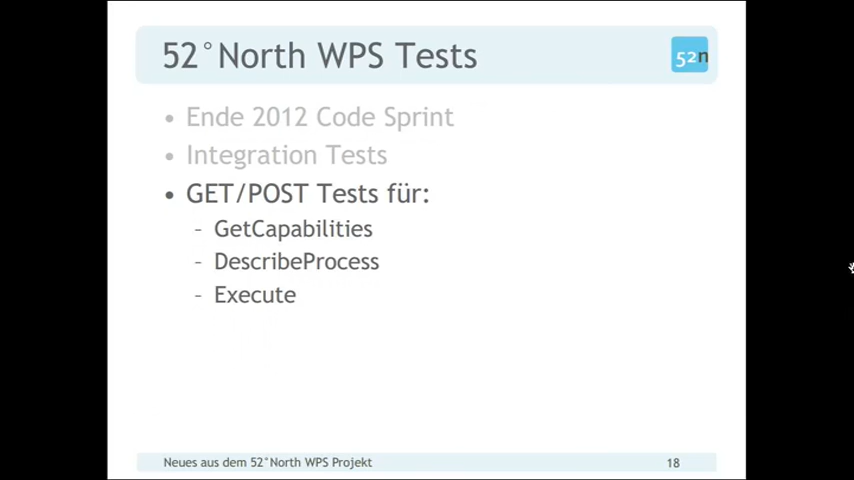 52°North WPS Tests
52n
• Ende 2012 Code Sprint
• Integration Tests
• GET/POST Tests für:
– GetCapabilities
– DescribeProcess
– Execute
Neues aus dem 52°North WPS Projekt
18